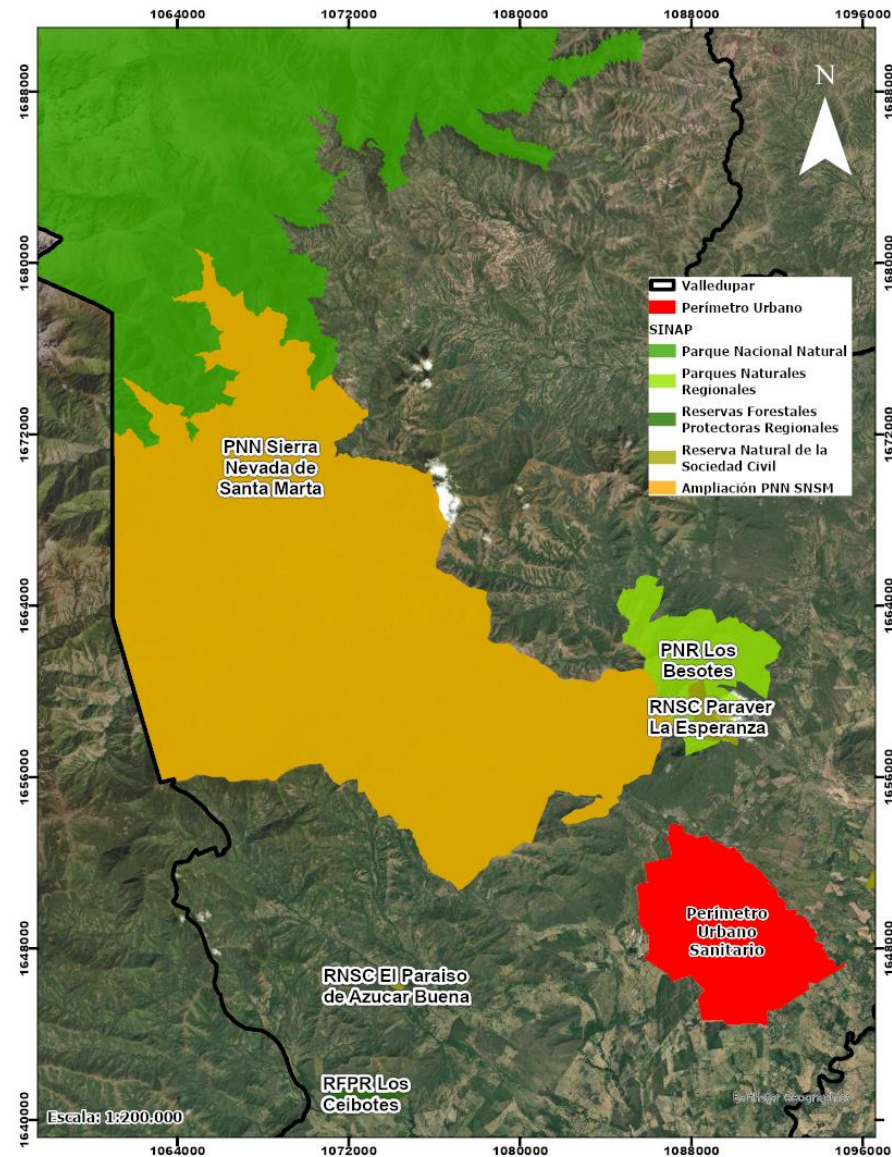 1064000
1072000
1080000
1088000
1096000
1688000
1688000
N
1680000
1680000
Valledupar
Perímetro Urbano
SINAP
Parque Nacional Natural
Parques Naturales
Regionales
Reservas Forestales
Protectoras Regionales
Reserva Natural de la
Sociedad Civil
Ampliación PNN SNSM
1672000
1672000
PNN Sierra
Nevada de
Santa Marta
1664000
1664000
PNR Los
Besotes
RNSC Paraver
La Esperanza
1656000
1656000
Perímetro
Urbano
Sanitario
1648000
1648000
RNSC El Paraiso
de Azucar Buena
RFPR Los
Ceibotes
Earthstar Geographics
Escala: 1:200.000
1640000
1640000
1064000
1072000
1080000
1088000
1096000